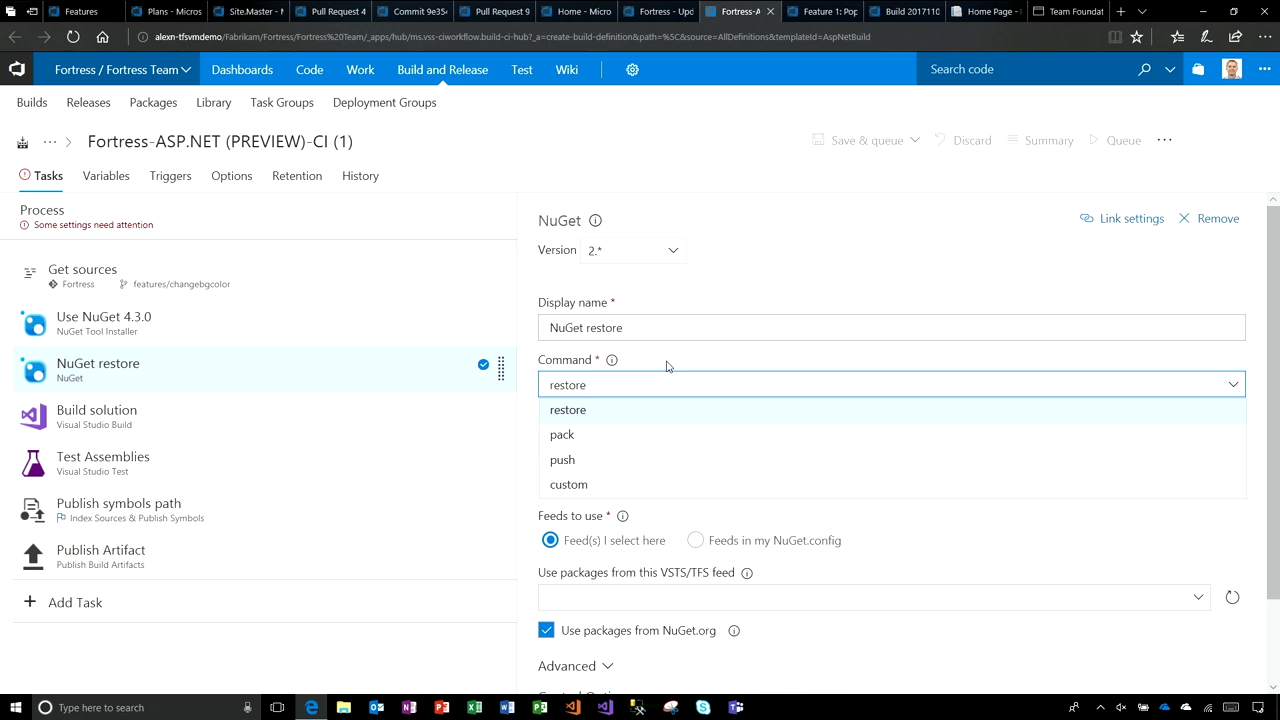 Features
Plans - Micros
Site.Master - M
Pull Request 4
Commit 9e354
Pull Request 9
Home - Micro
Fortress - Upd
Fortress-A
Feature 1: Pop
Build 2017110
Home Page -
Team Foundat
alexn-tfsvmdemo/Fabrikam/Fortress/Fortress%20Team/_apps/hub/ms.vss-ciworkflow.build-ci-hub?_a=create-build-definition&path=%5C&source=AllDefinitions&templateId=AspNetBuild
Fortress / Fortress Team Dashboards Code Work Build and Release Test Wiki Search code
Builds Releases Packages Library Task Groups Deployment Groups
... > Fortress-ASP.NET (PREVIEW)-CI (1) Save & queue Discard Summary Queue ...
Tasks Variables Triggers Options Retention History
Process
Some settings need attention
Get sources
Fortress features/changebgcolor
Use NuGet 4.3.0
NuGet Tool Installer
NuGet restore
NuGet
Build solution
Visual Studio Build
Test Assemblies
Visual Studio Test
Publish symbols path
Index Sources & Publish Symbols
Publish Artifact
Publish Build Artifacts
+ Add Task
NuGet Link settings Remove
Version 2.*
Display name *
NuGet restore
Command *
restore
restore
pack
push
custom
Feeds to use *
Feed(s) I select here Feeds in my NuGet.config
Use packages from this VSTS/TFS feed
Use packages from NuGet.org
Advanced
Type here to search